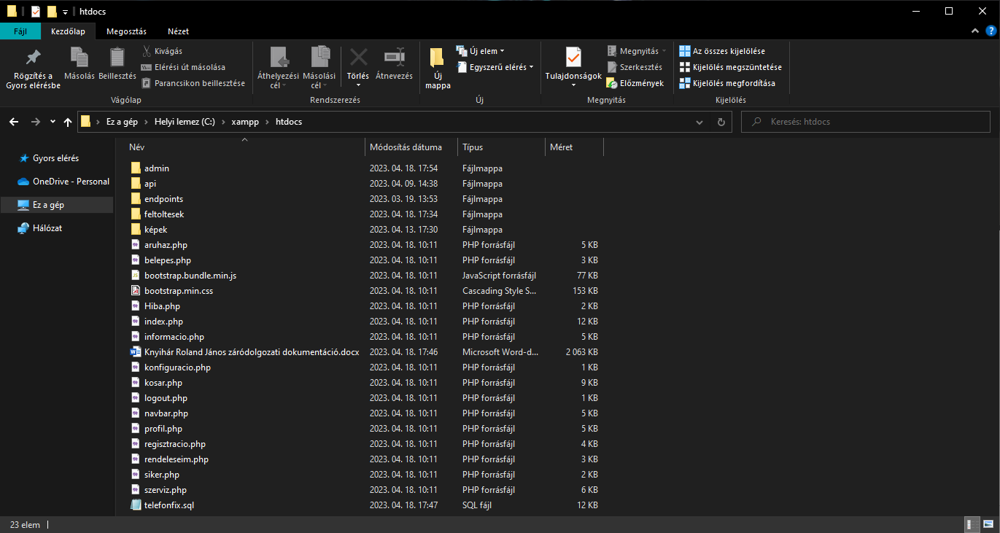 htdocs
Fájl Kezdőlap Megosztás Nézet
Rögzítés a Gyors elérésbe
Másolás
Beillesztés
Kivágás
Elérési út másolása
Parancsikon beillesztése
Vágólap
Áthelyezési cél
Másolási cél
Törlés
Átnevezés
Rendszerezés
Új mappa
Új elem
Egyszerű elérés
Új
Tulajdonságok
Megnyitás
Szerkesztés
Előzmények
Megnyitás
Az összes kijelölése
Kijelölés megszüntetése
Kijelölés megfordítása
Kijelölés
Ez a gép › Helyi lemez (C:) › xampp › htdocs
Keresés: htdocs
Gyors elérés
OneDrive - Personal
Ez a gép
Hálózat
Név Módosítás dátuma Típus Méret
admin 2023. 04. 18. 17:54 Fájlmappa
api 2023. 04. 09. 14:38 Fájlmappa
endpoints 2023. 03. 19. 13:53 Fájlmappa
feltoltesek 2023. 04. 18. 17:34 Fájlmappa
képek 2023. 04. 13. 17:30 Fájlmappa
aruhaz.php 2023. 04. 18. 10:11 PHP forrásfájl 5 KB
belepes.php 2023. 04. 18. 10:11 PHP forrásfájl 3 KB
bootstrap.bundle.min.js 2023. 04. 18. 10:11 JavaScript forrásfájl 77 KB
bootstrap.min.css 2023. 04. 18. 10:11 Cascading Style S... 153 KB
Hiba.php 2023. 04. 18. 10:11 PHP forrásfájl 2 KB
index.php 2023. 04. 18. 10:11 PHP forrásfájl 12 KB
informacio.php 2023. 04. 18. 10:11 PHP forrásfájl 5 KB
Knyihár Roland János záródolgozati dokumentáció.docx 2023. 04. 18. 17:46 Microsoft Word-d... 2 063 KB
konfiguracio.php 2023. 04. 18. 10:11 PHP forrásfájl 1 KB
kosar.php 2023. 04. 18. 10:11 PHP forrásfájl 9 KB
logout.php 2023. 04. 18. 10:11 PHP forrásfájl 1 KB
navbar.php 2023. 04. 18. 10:11 PHP forrásfájl 5 KB
profil.php 2023. 04. 18. 10:11 PHP forrásfájl 5 KB
regisztracio.php 2023. 04. 18. 10:11 PHP forrásfájl 4 KB
rendeleseim.php 2023. 04. 18. 10:11 PHP forrásfájl 3 KB
siker.php 2023. 04. 18. 10:11 PHP forrásfájl 2 KB
szerviz.php 2023. 04. 18. 10:11 PHP forrásfájl 6 KB
telefonfix.sql 2023. 04. 18. 17:47 SQL fájl 12 KB
23 elem